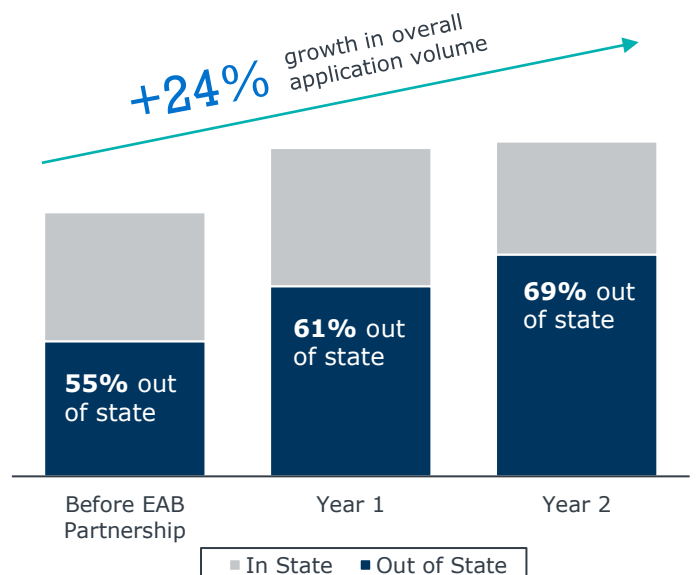 +24%
growth in overall
application volume
55% out
of state
61% out
of state
69% out
of state
Before EAB
Partnership
Year 1
Year 2
In State
Out of State